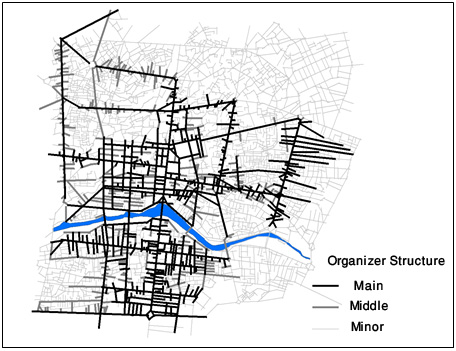 Organizer Structure
Main
Middle
Minor